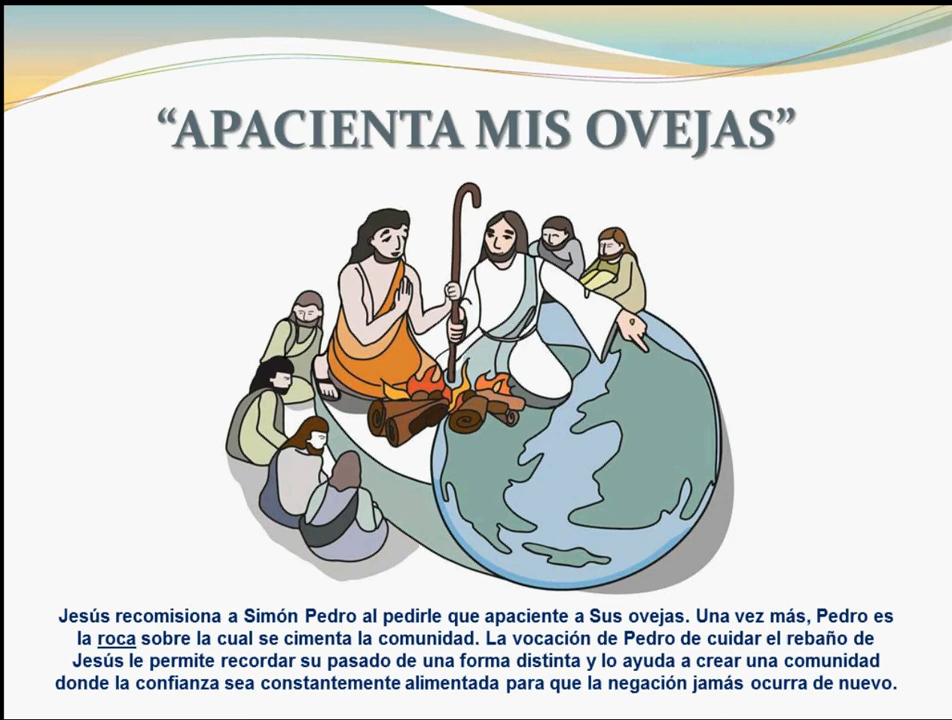 “APACIENTA MIS OVEJAS”
Jesús recomisiona a Simón Pedro al pedirle que apaciente a Sus ovejas. Una vez más, Pedro es
la roca sobre la cual se cimenta la comunidad. La vocación de Pedro de cuidar el rebaño de
Jesús le permite recordar su pasado de una forma distinta y lo ayuda a crear una comunidad
donde la confianza sea constantemente alimentada para que la negación jamás ocurra de nuevo.